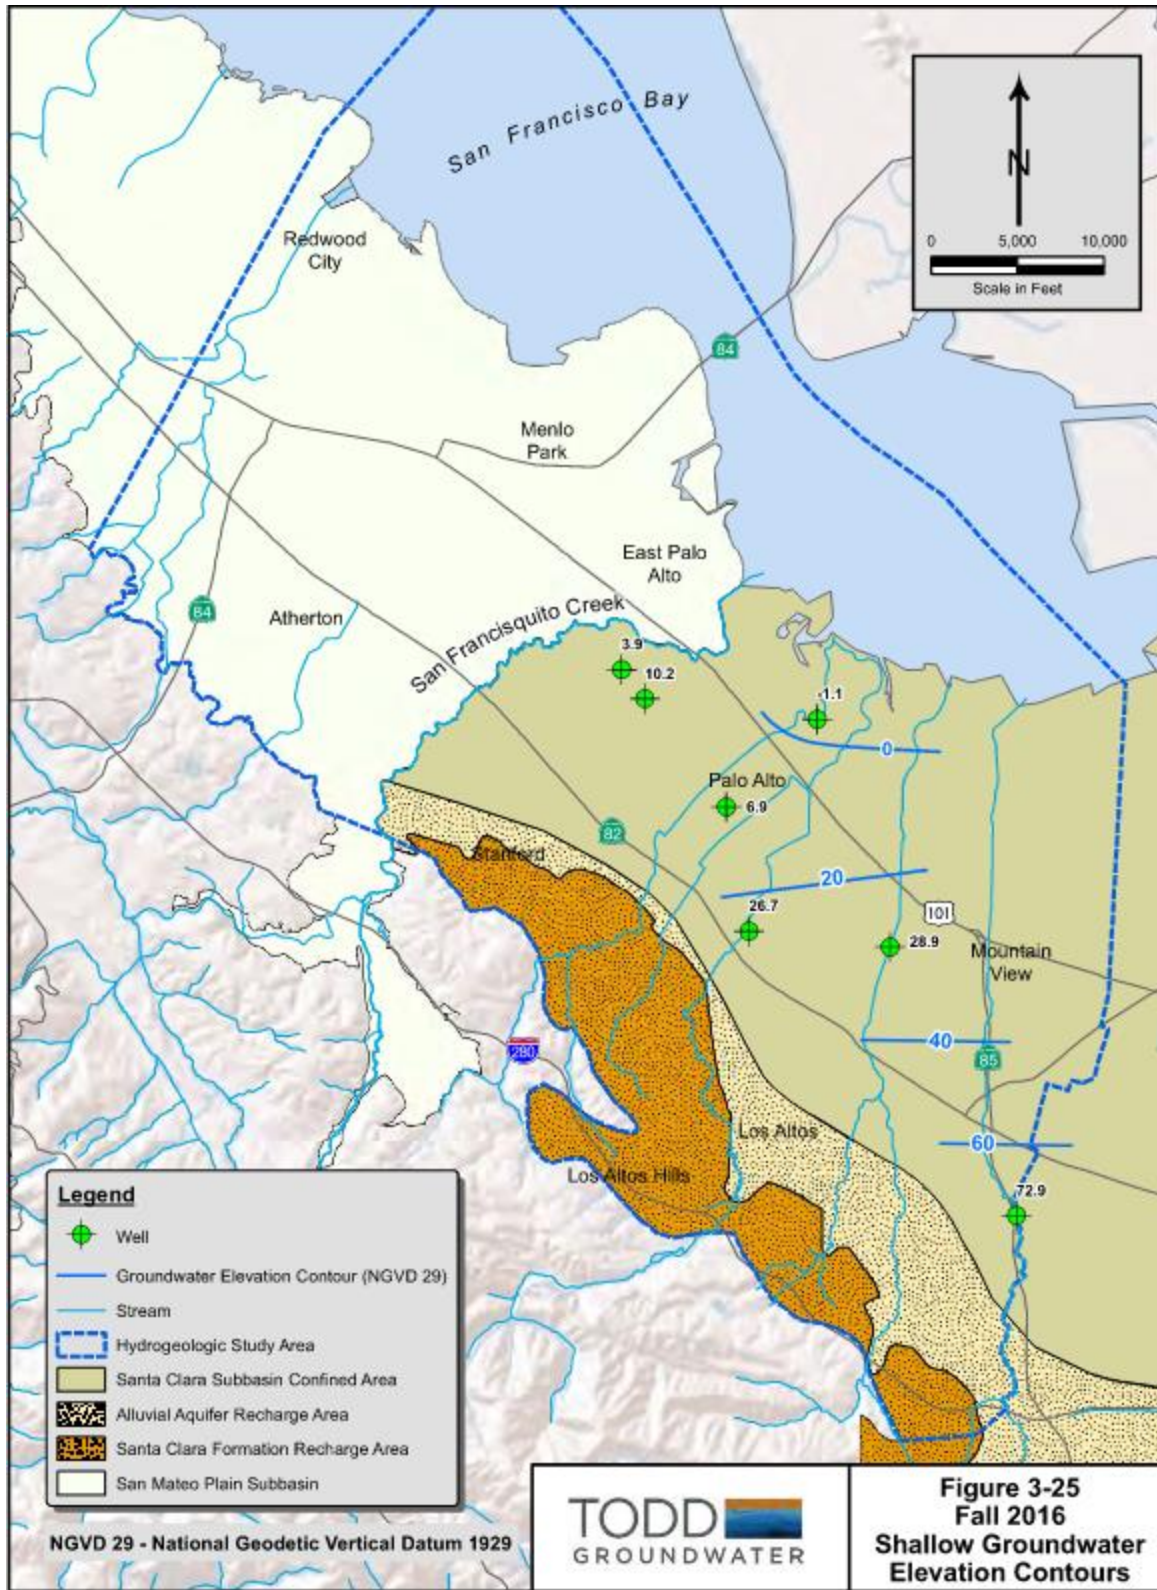 San Francisco Bay
N
0 5,000 10,000
Scale in Feet
Redwood
City
84
Menlo
Park
East Palo
Alto
84
Atherton
San Francisquito Creek
3.9
10.2
-1.1
0
Palo Alto
6.9
82
Stanford
20
26.7
101
28.9
Mountain
View
40
280
85
Los Altos
60
Los Altos Hills
72.9
Legend
Well
Groundwater Elevation Contour (NGVD 29)
Stream
Hydrogeologic Study Area
Santa Clara Subbasin Confined Area
Alluvial Aquifer Recharge Area
Santa Clara Formation Recharge Area
San Mateo Plain Subbasin
NGVD 29 - National Geodetic Vertical Datum 1929
TODD
GROUNDWATER
Figure 3-25
Fall 2016
Shallow Groundwater
Elevation Contours